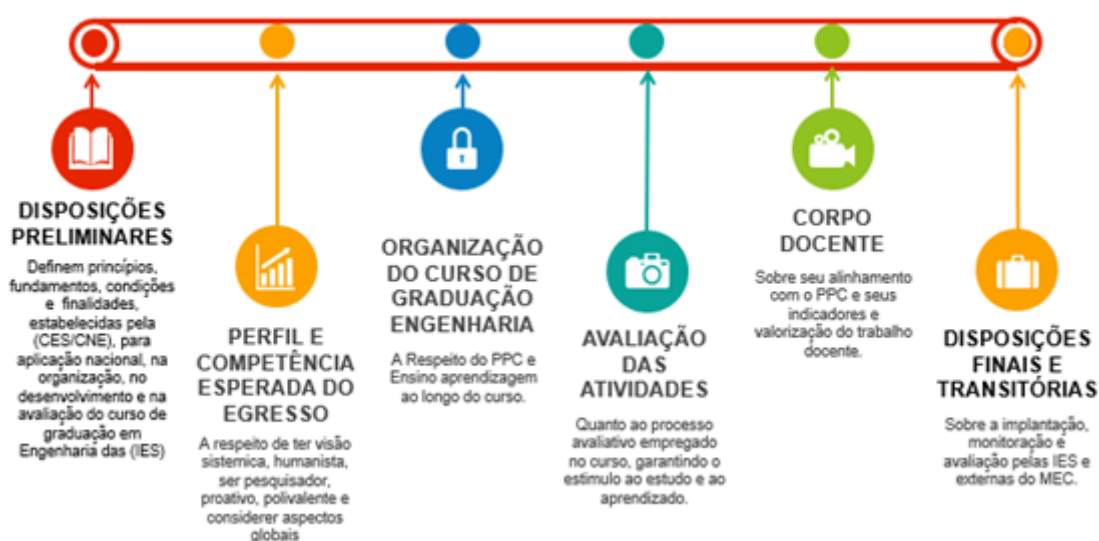 DISPOSIÇÕES
PRELIMINARES
Definem princípios,
fundamentos, condições
e finalidades,
estabelecidas pela
(CES/CNE), para
aplicação nacional, na
organização, no
desenvolvimento e na
avaliação do curso de
graduação em
Engenharia das (IES)
PERFIL E
COMPETÊNCIA
ESPERADA DO
EGRESSO
A respeito de ter visão
sistemica, humanista,
ser pesquisador,
proativo, polivalente e
considerer aspectos
globais
ORGANIZAÇÃO
DO CURSO DE
GRADUAÇÃO
ENGENHARIA
A Respeito do PPC e
Ensino aprendizagem
ao longo do curso.
AVALIAÇÃO
DAS
ATIVIDADES
Quanto ao processo
avaliativo empregado
no curso, garantindo o
estimulo ao estudo e ao
aprendizado.
CORPO
DOCENTE
Sobre seu alinhamento
com o PPC e seus
indicadores e
valorização do trabalho
docente.
DISPOSIÇÕES
FINAIS E
TRANSITÓRIAS
Sobre a implantação,
monitoração e
avaliação pelas IES e
externas do MEC.